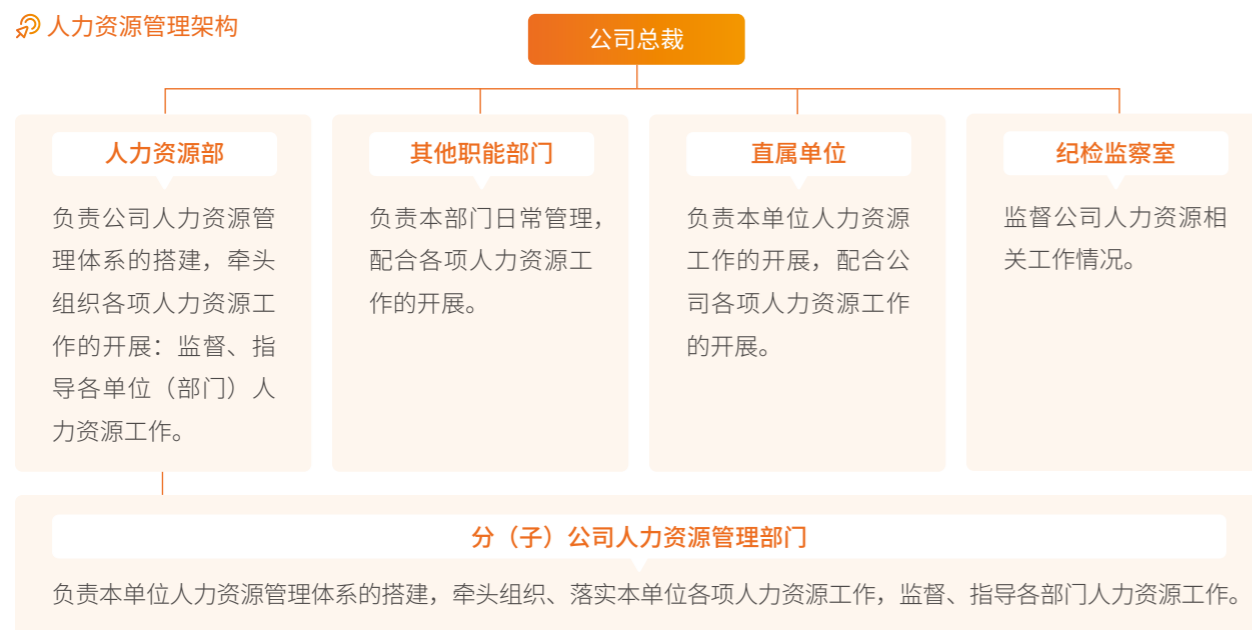 人力资源管理架构
公司总裁
人力资源部
负责公司人力资源管
理体系的搭建，牵头
组织各项人力资源工
作的开展：监督、指
导各单位（部门）人
力资源工作。
其他职能部门
负责本部门日常管理，
配合各项人力资源工
作的开展。
直属单位
负责本单位人力资源
工作的开展，配合公
司各项人力资源工作
的开展。
纪检监察室
监督公司人力资源相
关工作情况。
分（子）公司人力资源管理部门
负责本单位人力资源管理体系的搭建，牵头组织、落实本单位各项人力资源工作，监督、指导各部门人力资源工作。